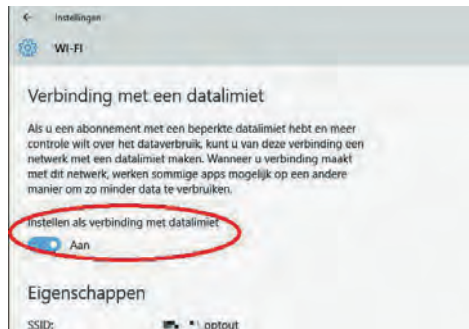 Instellingen
WI-FI
Verbinding met een datalimiet
Als u een abonnement met een beperkte datalimiet hebt en meer
controle wilt over het dataverbruik, kunt u van deze verbinding een
netwerk met een datalimiet maken. Wanneer u verbinding maakt
met dit netwerk, werken sommige apps mogelijk op een andere
manier om zo minder data te verbruiken.
Instellen als verbinding met datalimiet
Aan
Eigenschappen
SSID: optout